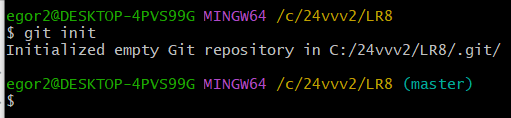 egor2@DESKTOP-4PVS99G MINGW64 /c/24vvv2/LR8
$ git init
Initialized empty Git repository in C:/24vvv2/LR8/.git/
egor2@DESKTOP-4PVS99G MINGW64 /c/24vvv2/LR8 (master)
$